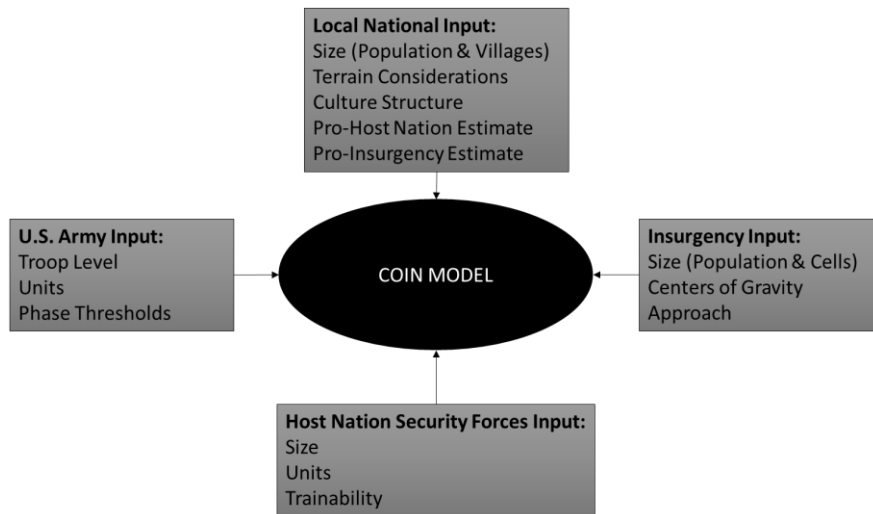 Local National Input:
Size (Population & Villages)
Terrain Considerations
Culture Structure
Pro-Host Nation Estimate
Pro-Insurgency Estimate
U.S. Army Input:
Troop Level
Units
Phase Thresholds
COIN MODEL
Insurgency Input:
Size (Population & Cells)
Centers of Gravity
Approach
Host Nation Security Forces Input:
Size
Units
Trainability